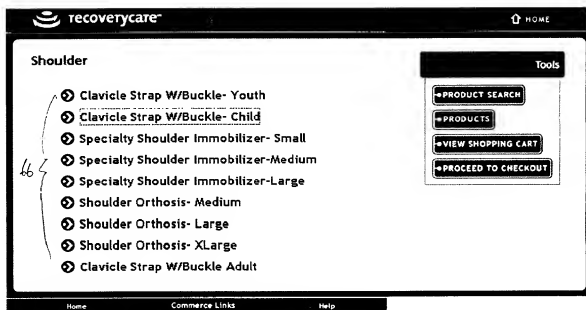 recoverycare
HOME
Shoulder
Tools
Clavicle Strap W/Buckle- Youth
Clavicle Strap W/Buckle- Child
Specialty Shoulder Immobilizer- Small
Specialty Shoulder Immobilizer-Medium
Specialty Shoulder Immobilizer-Large
Shoulder Orthosis- Medium
Shoulder Orthosis- Large
Shoulder Orthosis- XLarge
Clavicle Strap W/Buckle Adult
66
PRODUCT SEARCH
PRODUCTS
VIEW SHOPPING CART
PROCEED TO CHECKOUT
Home Commerce Links Help